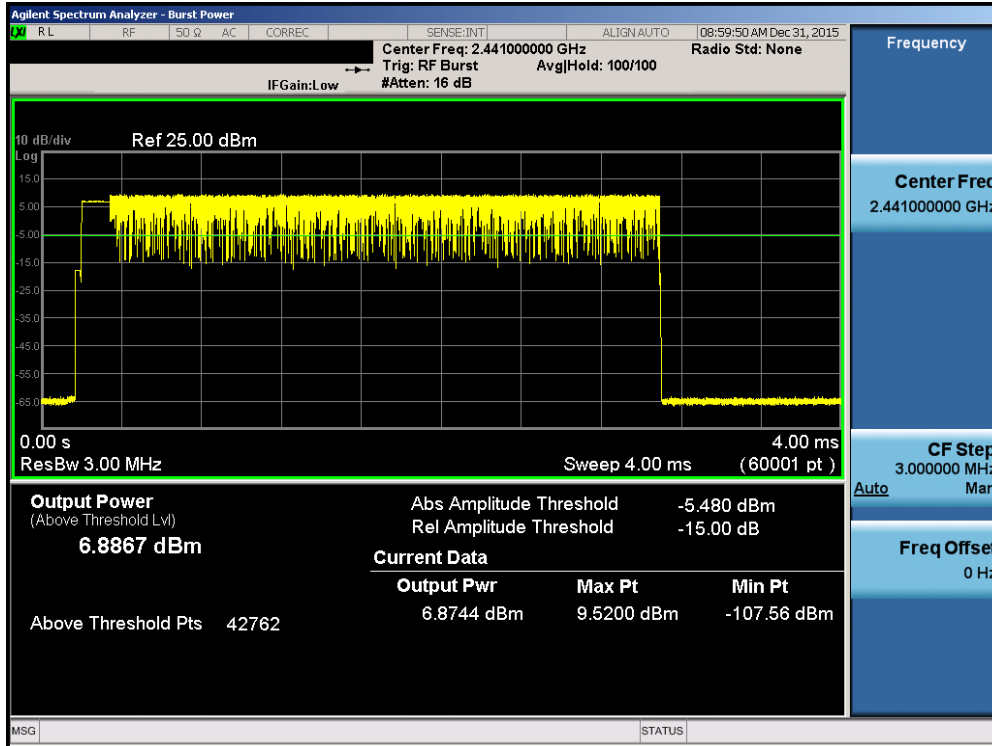 Agilent Spectrum Analyzer - Burst Power
LXI RL RF 50 Ω AC CORREC SENSE:INT ALIGN AUTO 08:59:50 AM Dec 31, 2015
Center Freq: 2.441000000 GHz Radio Std: None
Trig: RF Burst Avg|Hold: 100/100
IFGain:Low #Atten: 16 dB
Frequency
10 dB/div Ref 25.00 dBm
Log
15.0
5.00
-5.00
-15.0
-25.0
-35.0
-45.0
-55.0
-65.0
0.00 s 4.00 ms
ResBw 3.00 MHz Sweep 4.00 ms (60001 pt)
Center Freq
2.441000000 GHz
CF Step
3.000000 MHz
Auto Man
Freq Offset
0 Hz
Output Power
(Above Threshold Lvl)
6.8867 dBm
Above Threshold Pts 42762
Abs Amplitude Threshold -5.480 dBm
Rel Amplitude Threshold -15.00 dB
Current Data
Output Pwr Max Pt Min Pt
6.8744 dBm 9.5200 dBm -107.56 dBm
MSG STATUS